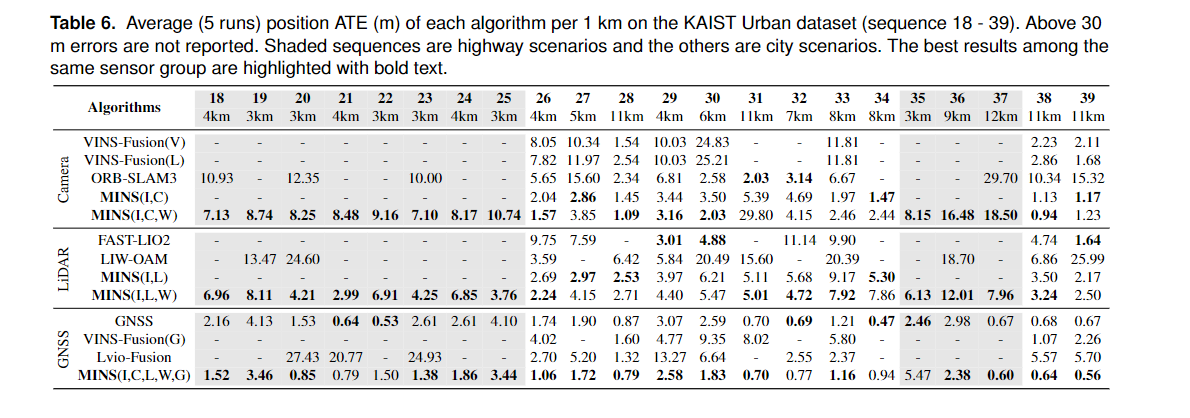 Table 6. Average (5 runs) position ATE (m) of each algorithm per 1 km on the KAIST Urban dataset (sequence 18 - 39). Above 30
m errors are not reported. Shaded sequences are highway scenarios and the others are city scenarios. The best results among the
same sensor group are highlighted with bold text.
Algorithms 18 19 20 21 22 23 24 25 26 27 28 29 30 31 32 33 34 35 36 37 38 39
4km 3km 3km 4km 3km 3km 4km 3km 4km 5km 11km 4km 6km 11km 7km 8km 8km 3km 9km 12km 11km 11km
Camera
VINS-Fusion(V) - - - - - - - - 8.05 10.34 1.54 10.03 24.83 - - 11.81 - - - - 2.23 2.11
VINS-Fusion(L) - - - - - - - - 7.82 11.97 2.54 10.03 25.21 - - 11.81 - - - - 2.86 1.68
ORB-SLAM3 10.93 - 12.35 - - 10.00 - - 5.65 15.60 2.34 6.81 2.58 2.03 3.14 6.67 - - - 29.70 10.34 15.32
MINS(I,C) - - - - - - - - 2.04 2.86 1.45 3.44 3.50 5.39 4.69 1.97 1.47 - - - 1.13 1.17
MINS(I,C,W) 7.13 8.74 8.25 8.48 9.16 7.10 8.17 10.74 1.57 3.85 1.09 3.16 2.03 29.80 4.15 2.46 2.44 8.15 16.48 18.50 0.94 1.23
LiDAR
FAST-LIO2 - - - - - - - - 9.75 7.59 - 3.01 4.88 - 11.14 9.90 - - - - 4.74 1.64
LIW-OAM - 13.47 24.60 - - - - - 3.59 - 6.42 5.84 20.49 15.60 - 20.39 - - 18.70 - 6.86 25.99
MINS(I,L) - - - - - - - - 2.69 2.97 2.53 3.97 6.21 5.11 5.68 9.17 5.30 - - - 3.50 2.17
MINS(I,L,W) 6.96 8.11 4.21 2.99 6.91 4.25 6.85 3.76 2.24 4.15 2.71 4.40 5.47 5.01 4.72 7.92 7.86 6.13 12.01 7.96 3.24 2.50
GNSS
GNSS 2.16 4.13 1.53 0.64 0.53 2.61 2.61 4.10 1.74 1.90 0.87 3.07 2.59 0.70 0.69 1.21 0.47 2.46 2.98 0.67 0.68 0.67
VINS-Fusion(G) - - - - - - - - 4.02 - 1.60 4.77 9.35 8.02 - 5.80 - - - - 1.07 2.26
Lvio-Fusion - - 27.43 20.77 - 24.93 - - 2.70 5.20 1.32 13.27 6.64 - 2.55 2.37 - - - - 5.57 5.70
MINS(I,C,L,W,G) 1.52 3.46 0.85 0.79 1.50 1.38 1.86 3.44 1.06 1.72 0.79 2.58 1.83 0.70 0.77 1.16 0.94 5.47 2.38 0.60 0.64 0.56